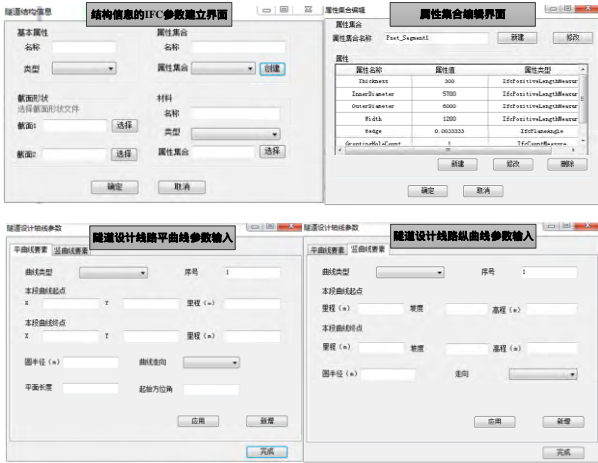 隧道结构信息
结构信息的IFC参数建立界面
基本属性
属性集合
名称
名称
类型
属性集合
创建
截面形状
选择截面形状文件
材料
名称
截面1
选择
类型
截面2
选择
属性集合
选择
确定
取消
属性集合编辑
属性集合编辑界面
属性集合
属性集合名称
Pset_Segment1
新建
修改
属性
属性名称 属性值 属性类型
Thickness 300 IfcPositiveLengthMeasur
InnerDiameter 5700 IfcPositiveLengthMeasur
OuterDiameter 6000 IfcPositiveLengthMeasur
Width 1200 IfcPositiveLengthMeasur
Wedge 0.0033333 IfcPlaneAngle
GroutingHoleCount 1 IfcCountMeasure
新建
修改
删除
确定
取消
隧道设计轴线参数
隧道设计线路平曲线参数输入
平曲线要素 竖曲线要素
曲线类型
序号 1
本段曲线起点
X Y 里程(m)
本段曲线终点
X Y 里程(m)
圆半径(m)
曲线走向
平面长度
起始方位角
应用
新增
完成
隧道设计轴线参数
隧道设计线路纵曲线参数输入
平曲线要素 竖曲线要素
曲线类型
序号 1
本段曲线起点
里程(m) 坡度 高程(m)
本段曲线终点
里程(m) 坡度 高程(m)
圆半径(m)
走向
应用
新增
完成